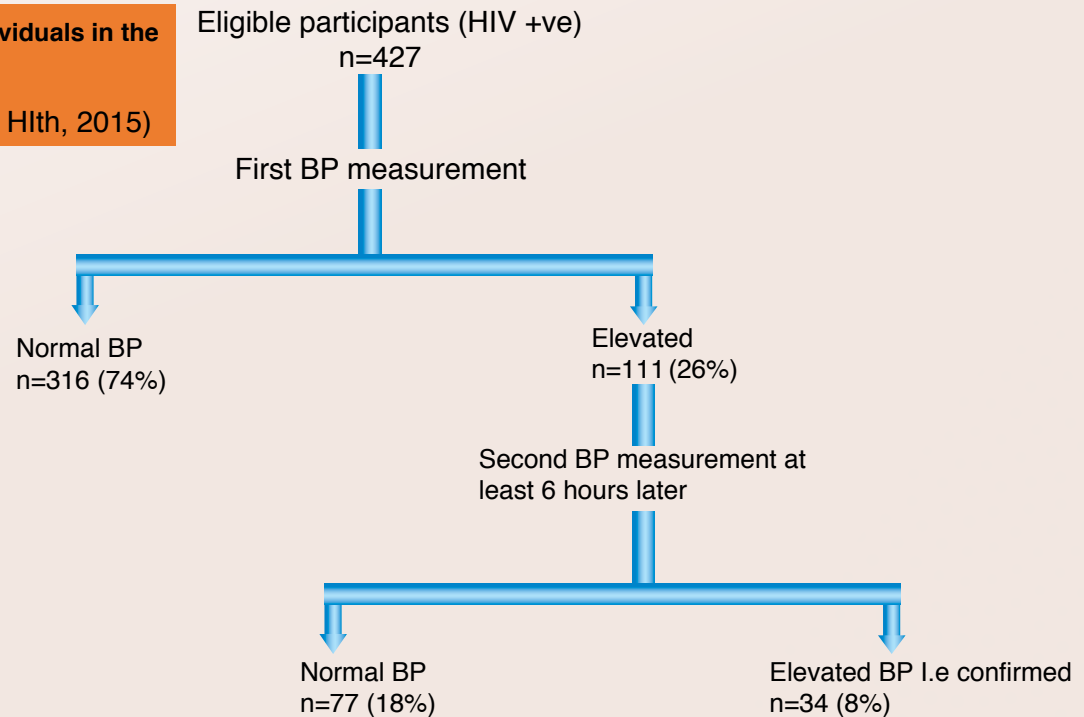 viduals in the
Hlth, 2015)
Eligible participants (HIV +ve)
n=427
First BP measurement
Normal BP
n=316 (74%)
Elevated
n=111 (26%)
Second BP measurement at
least 6 hours later
Normal BP
n=77 (18%)
Elevated BP I.e confirmed
n=34 (8%)